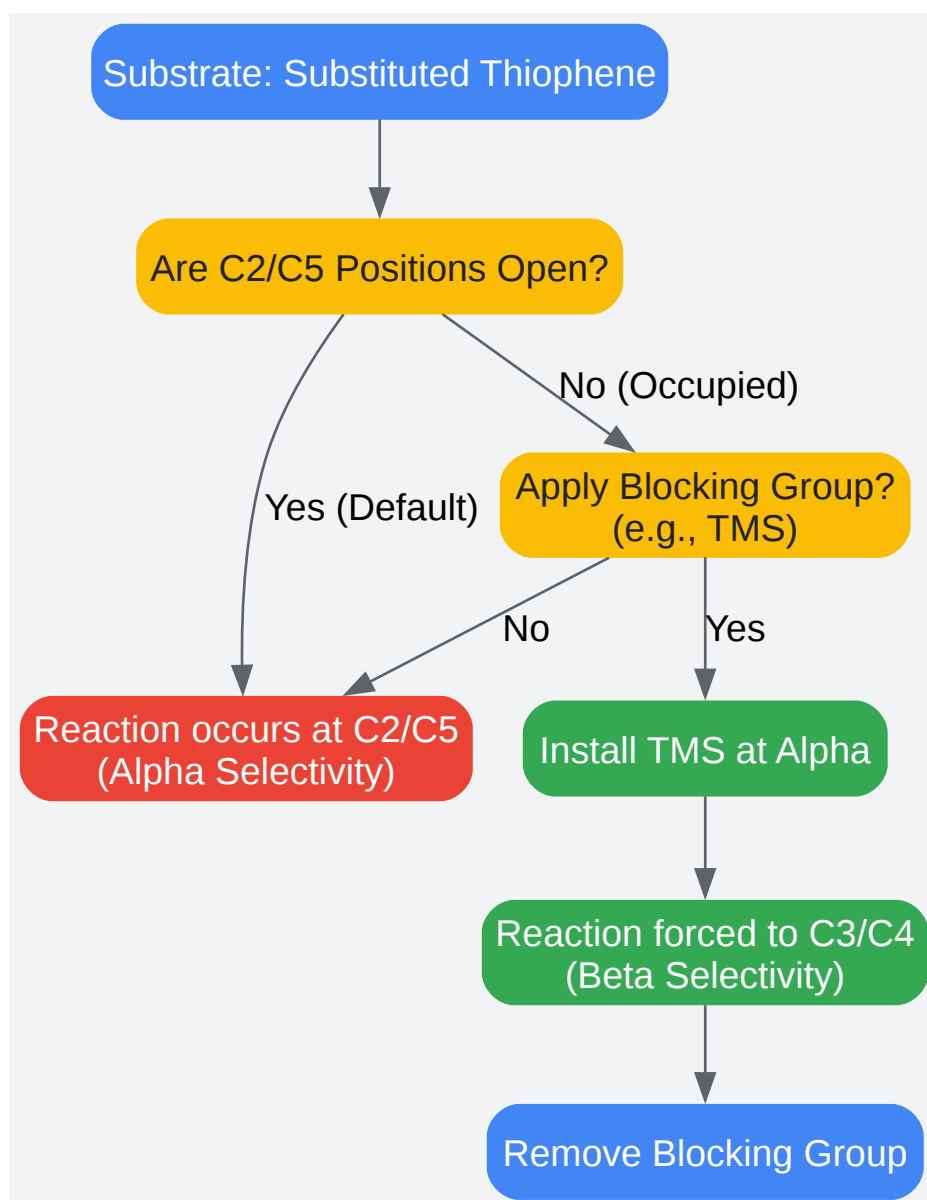 Substrate: Substituted Thiophene
Are C2/C5 Positions Open?
No (Occupied)
Apply Blocking Group?
(e.g., TMS)
Yes (Default)
No
Yes
Reaction occurs at C2/C5
(Alpha Selectivity)
Install TMS at Alpha
Reaction forced to C3/C4
(Beta Selectivity)
Remove Blocking Group